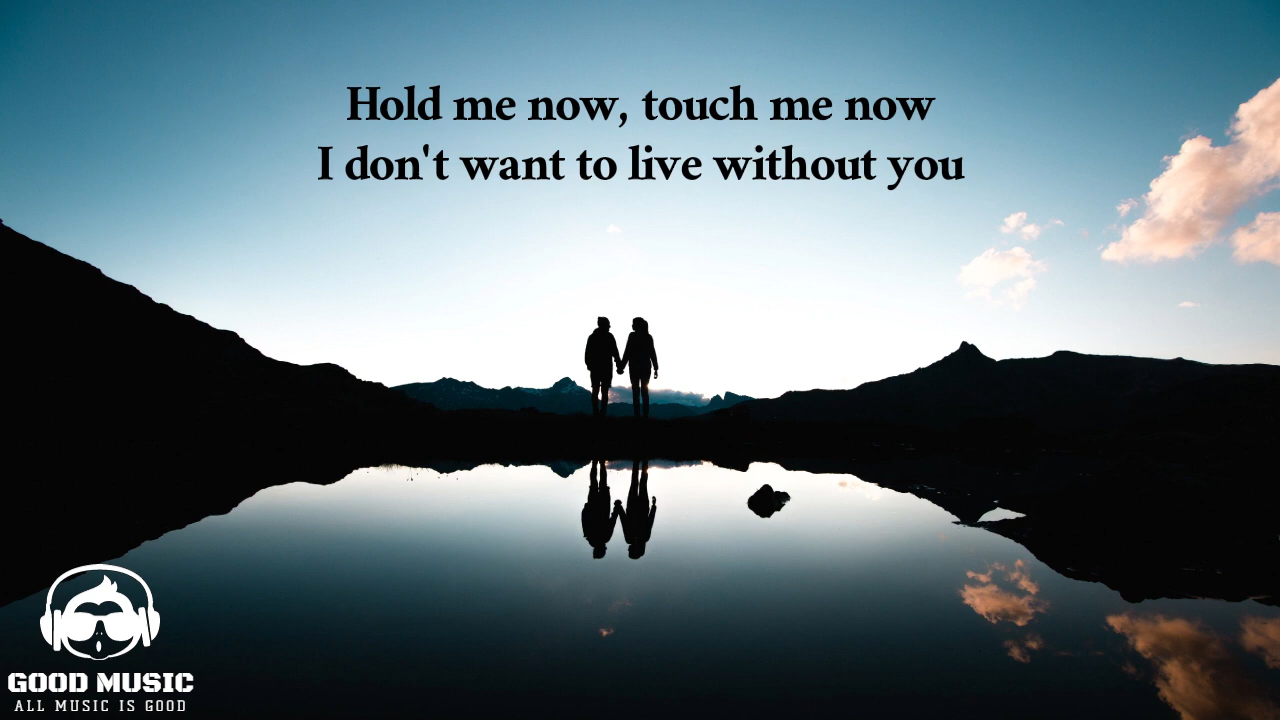 Hold me now, touch me now
I don't want to live without you
GOOD MUSIC
ALL MUSIC IS GOOD